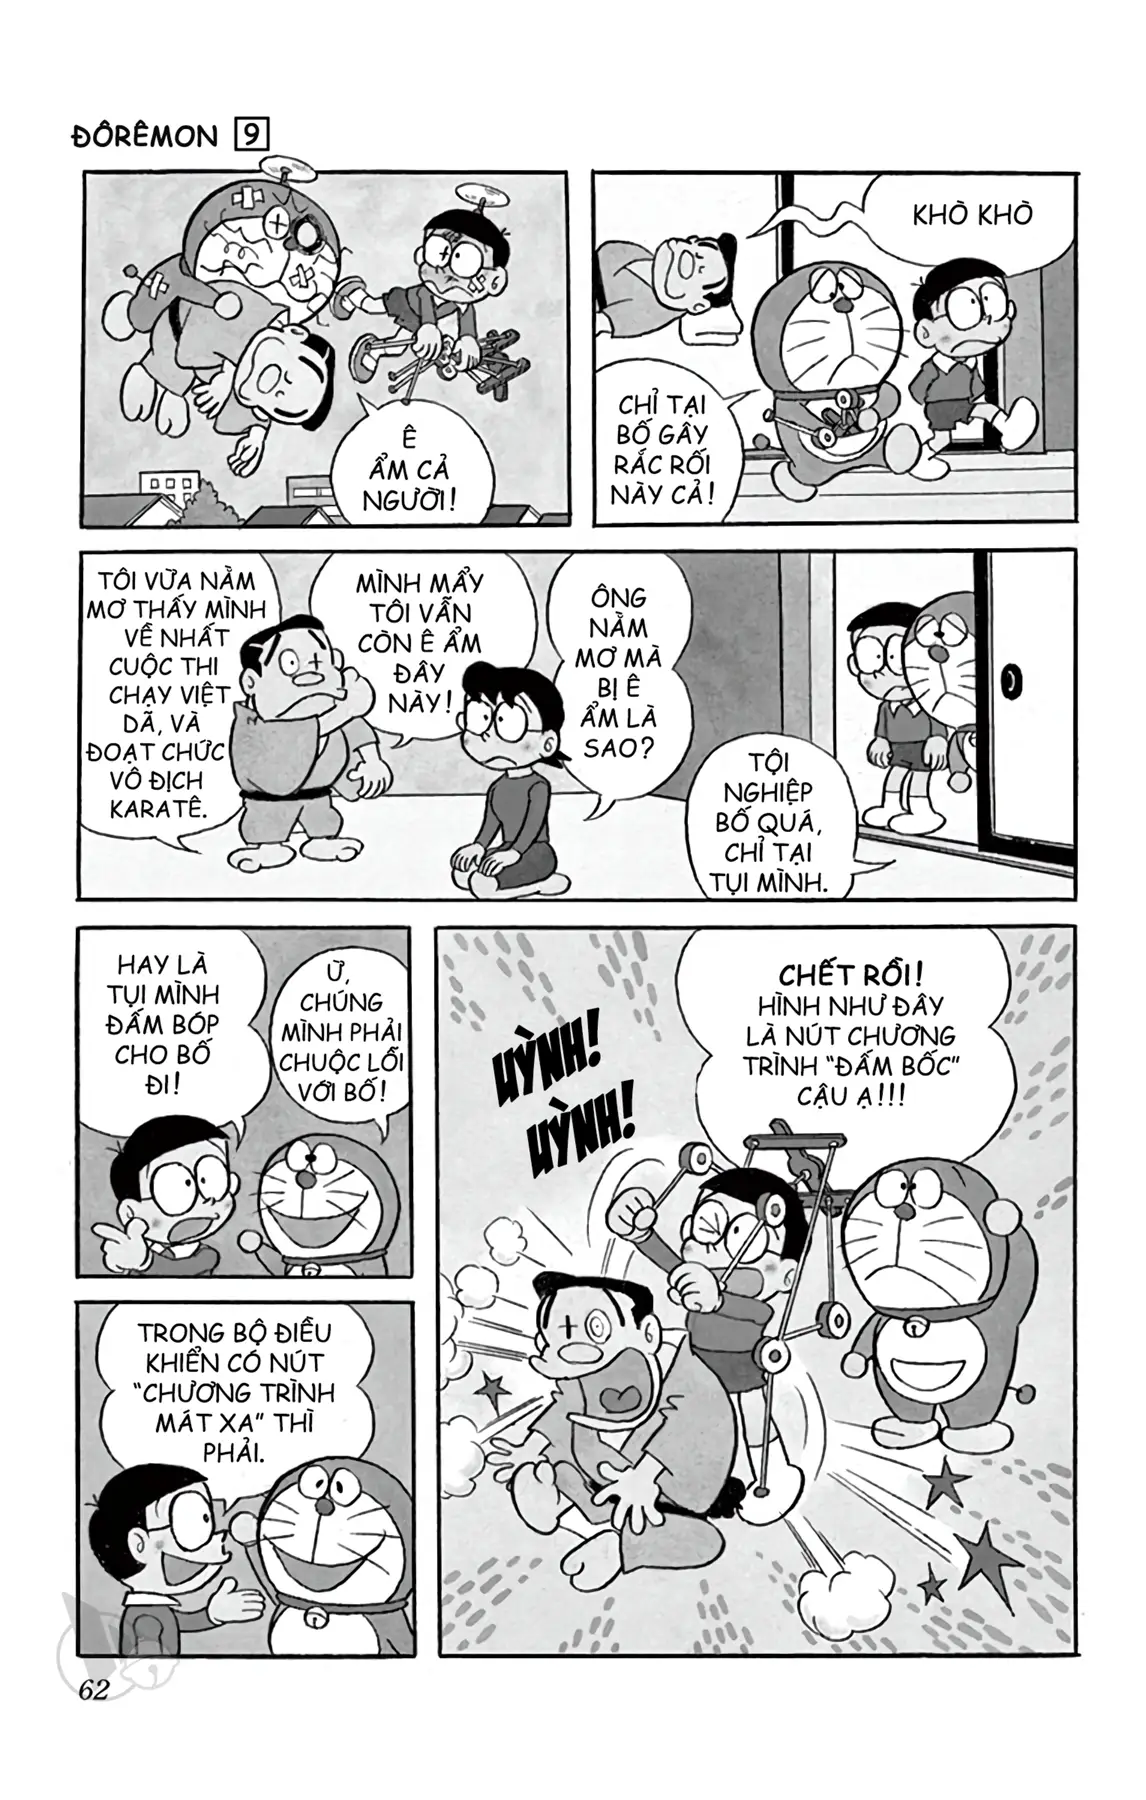 ĐÔRÊMON 9
Ê
ẨM CẢ
NGƯỜI!
KHÒ KHÒ
CHỈ TẠI
BỐ GÂY
RẮC RỐI
NÀY CẢ!
TÔI VỪA NẰM
MƠ THẤY MÌNH
VỀ NHẤT
CUỘC THI
CHẠY VIỆT
DÃ, VÀ
ĐOẠT CHỨC
VÔ ĐỊCH
KARATÊ.
MÌNH MẨY
TÔI VẪN
CÒN Ê ẨM
ĐÂY
NÀY!
ÔNG
NẰM
MƠ MÀ
BỊ Ê
ẨM LÀ
SAO?
TỘI
NGHIỆP
BỐ QUÁ,
CHỈ TẠI
TỤI MÌNH.
HAY LÀ
TỤI MÌNH
ĐẤM BÓP
CHO BỐ
ĐI!
Ừ,
CHÚNG
MÌNH PHẢI
CHUỘC LỖI
VỚI BỐ!
TRONG BỘ ĐIỀU
KHIỂN CÓ NÚT
“CHƯƠNG TRÌNH
MÁT XA” THÌ
PHẢI.
CHẾT RỒI!
HÌNH NHƯ ĐÂY
LÀ NÚT CHƯƠNG
TRÌNH “ĐẤM BỐC”
CẬU Ạ!!!
UỲNH!
UỲNH!
62